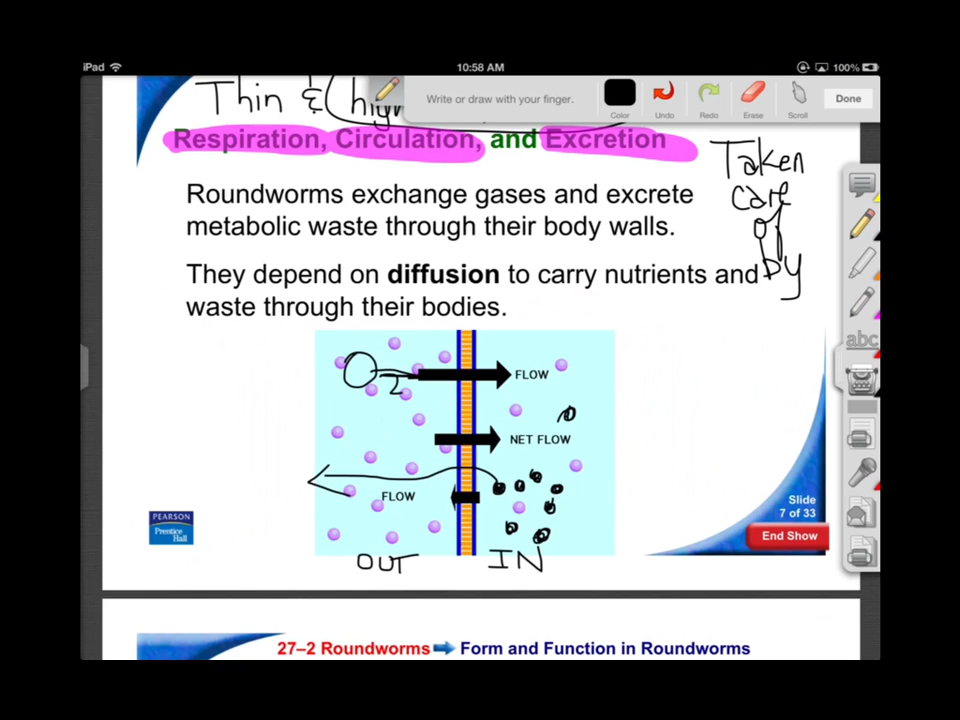 iPad
10:58 AM
100%
Thin &
Write or draw with your finger.
Color
Undo
Redo
Erase
Scroll
Done
Respiration, Circulation, and Excretion
Taken
care
of
by
Roundworms exchange gases and excrete
metabolic waste through their body walls.
They depend on diffusion to carry nutrients and
waste through their bodies.
abc
O2
FLOW
NET FLOW
FLOW
OUT
IN
PEARSON
Prentice
Hall
Slide
7 of 33
End Show
27–2 Roundworms
Form and Function in Roundworms